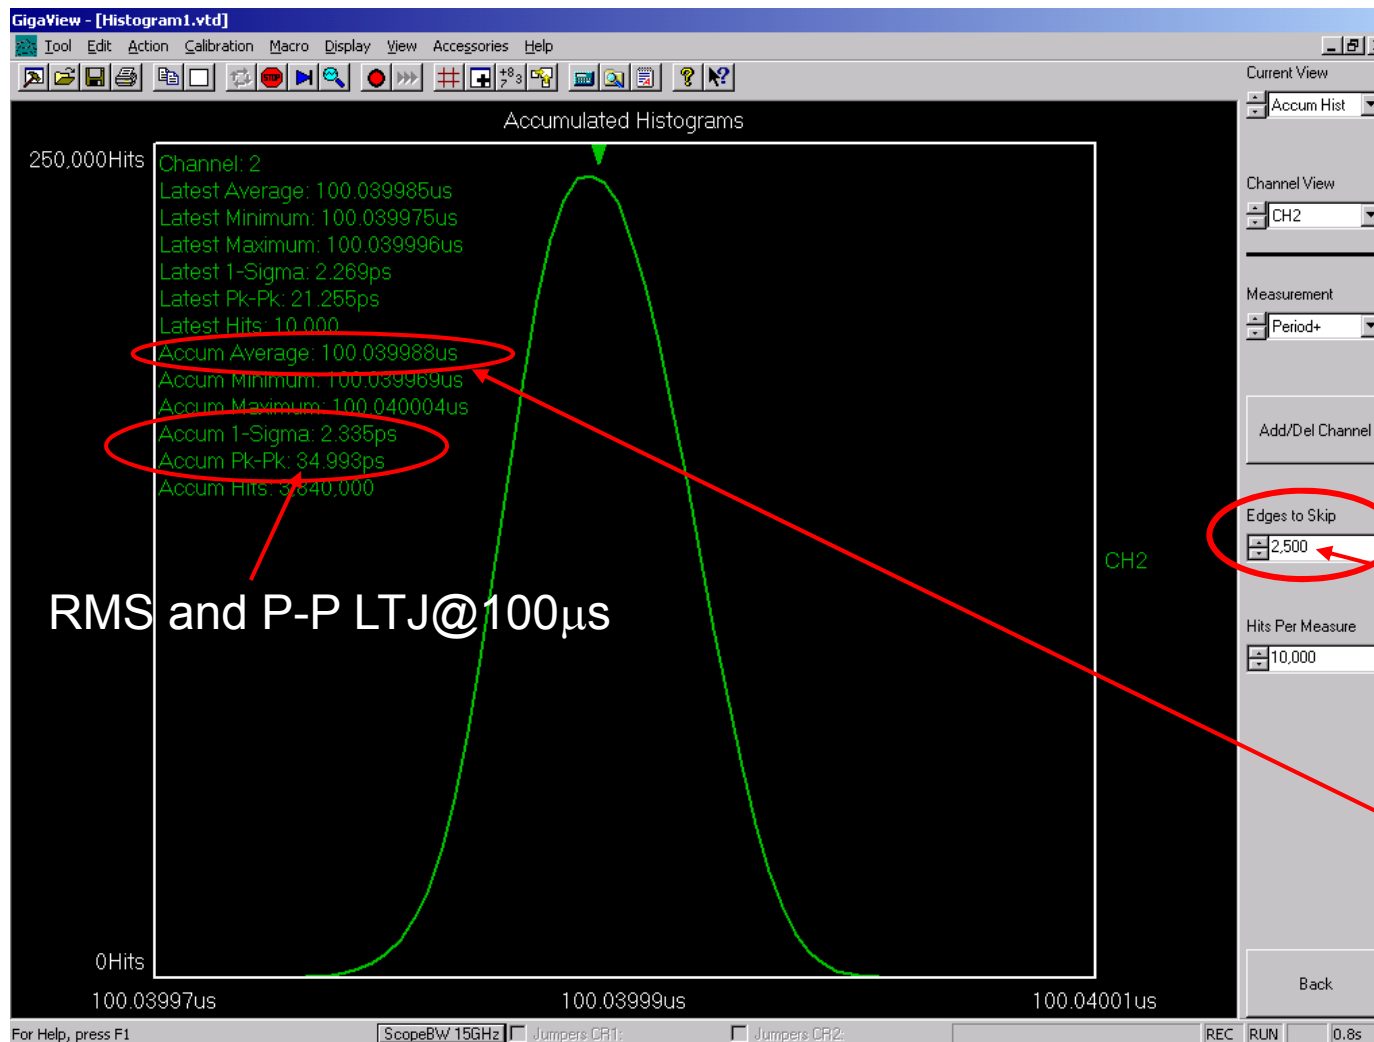 GigaView - [Histogram1.vtd]
Tool Edit Action Calibration Macro Display View Accessories Help
STOP
Current View
Accum Hist
Channel View
CH2
Measurement
Period+
Add/Del Channel
Edges to Skip
2,500
Hits Per Measure
10,000
Back
Accumulated Histograms
250,000Hits
Channel: 2
Latest Average: 100.039985us
Latest Minimum: 100.039975us
Latest Maximum: 100.039996us
Latest 1-Sigma: 2.269ps
Latest Pk-Pk: 21.255ps
Latest Hits: 10,000
Accum Average: 100.039988us
Accum Minimum: 100.039969us
Accum Maximum: 100.040004us
Accum 1-Sigma: 2.335ps
Accum Pk-Pk: 34.993ps
Accum Hits: 3,840,000
CH2
RMS and P-P LTJ@100μs
0Hits
100.03997us 100.03999us 100.04001us
For Help, press F1 ScopeBW 15GHz Jumpers CR1: Jumpers CR2: REC RUN 0.8s